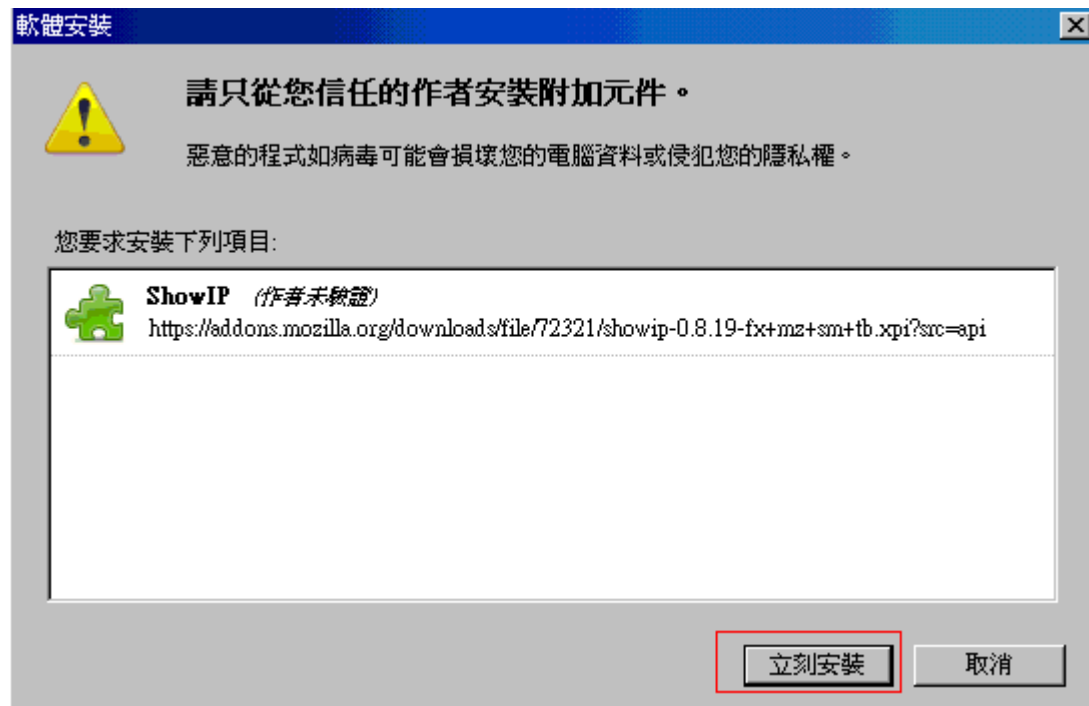 軟體安裝
請只從您信任的作者安裝附加元件。
惡意的程式如病毒可能會損壞您的電腦資料或侵犯您的隱私權。
您要求安裝下列項目:
ShowIP (作者未驗證)
https://addons.mozilla.org/downloads/file/72321/showip-0.8.19-fx+mz+sm+tb.xpi?src=api
立刻安裝 取消